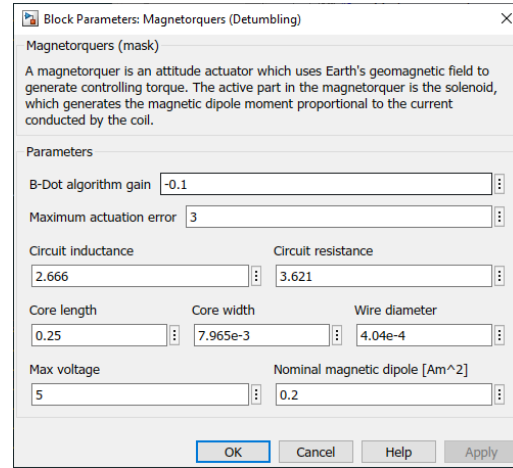 Block Parameters: Magnetorquers (Detumbling)
Magnetorquers (mask)
A magnetorquer is an attitude actuator which uses Earth's geomagnetic field to
generate controlling torque. The active part in the magnetorquer is the solenoid,
which generates the magnetic dipole moment proportional to the current
conducted by the coil.
Parameters
B-Dot algorithm gain -0.1
Maximum actuation error 3
Circuit inductance Circuit resistance
2.666 3.621
Core length Core width Wire diameter
0.25 7.965e-3 4.04e-4
Max voltage Nominal magnetic dipole [Am^2]
5 0.2
OK Cancel Help Apply